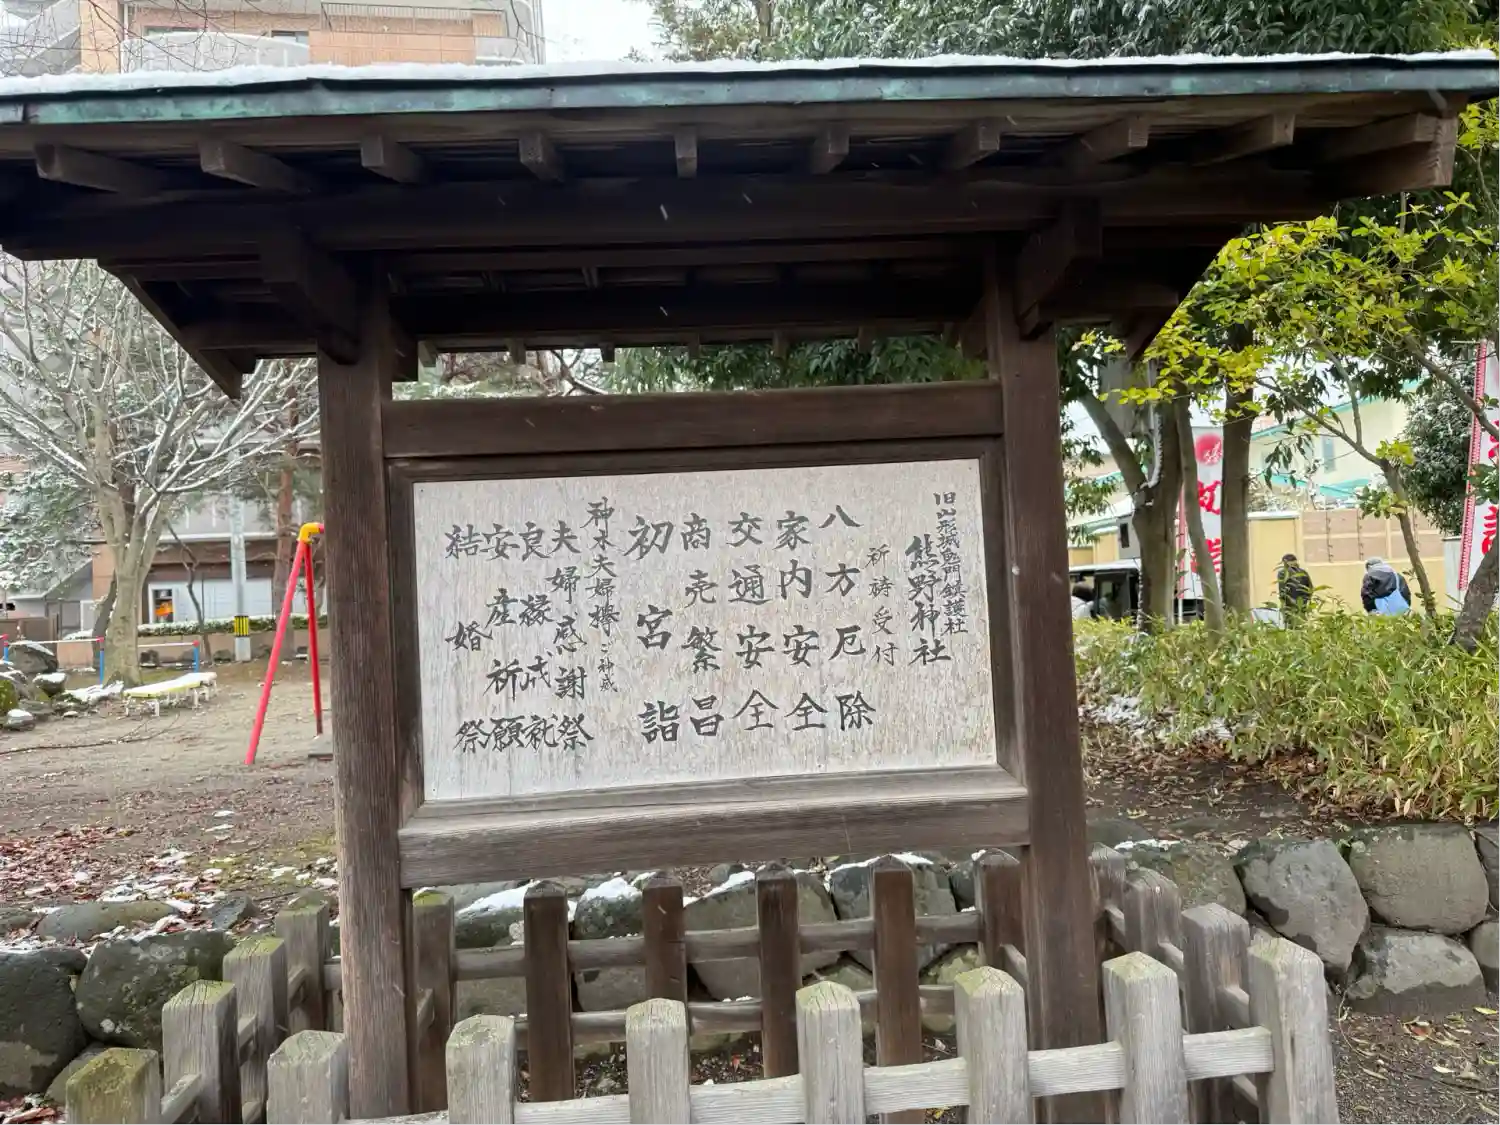 旧山形城鬼門鎮護社
熊野神社
祈祷受付
八方厄除
家内安全
交通安全
商売繁昌
初宮詣
神木夫婦欅ご神威
夫婦感謝祭
良縁成就
安産祈願
結婚祭